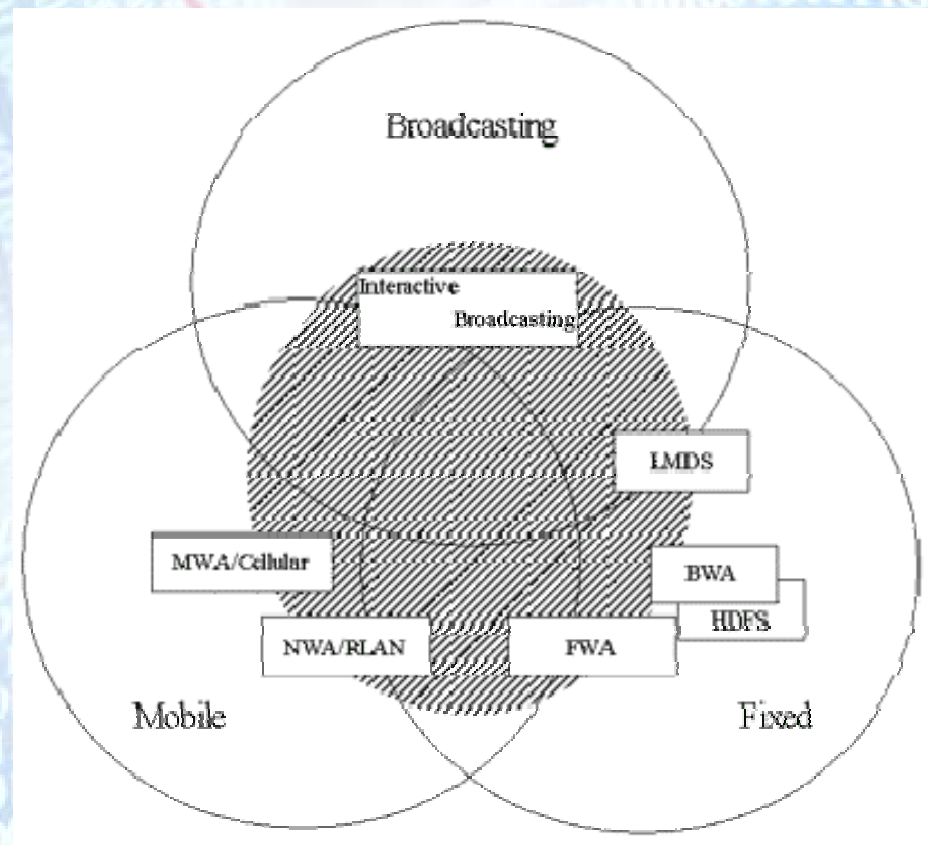 Broadcasting
Interactive
Broadcasting
LMDS
MWA/Cellular
BWA
HDFS
NWA/RLAN
FWA
Mobile
Fixed